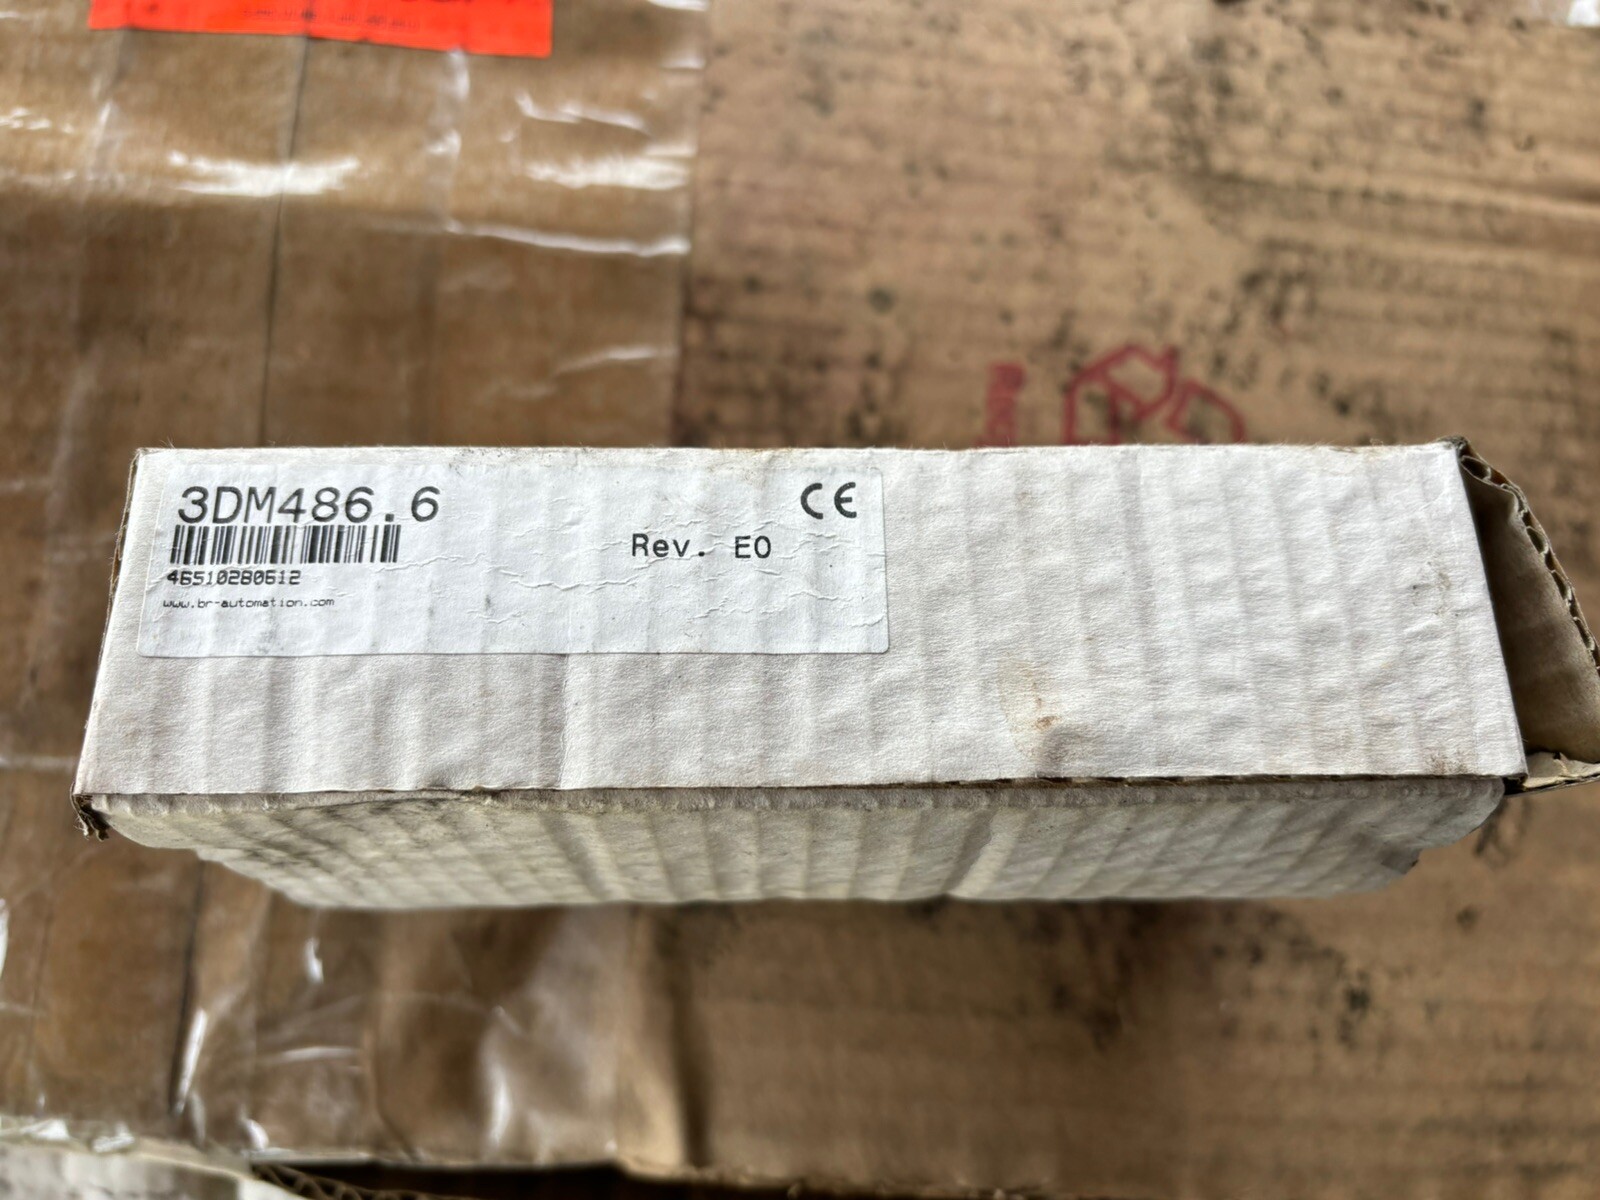 3DM486.6
CE
Rev. E0
46510280612
www.br-automation.com